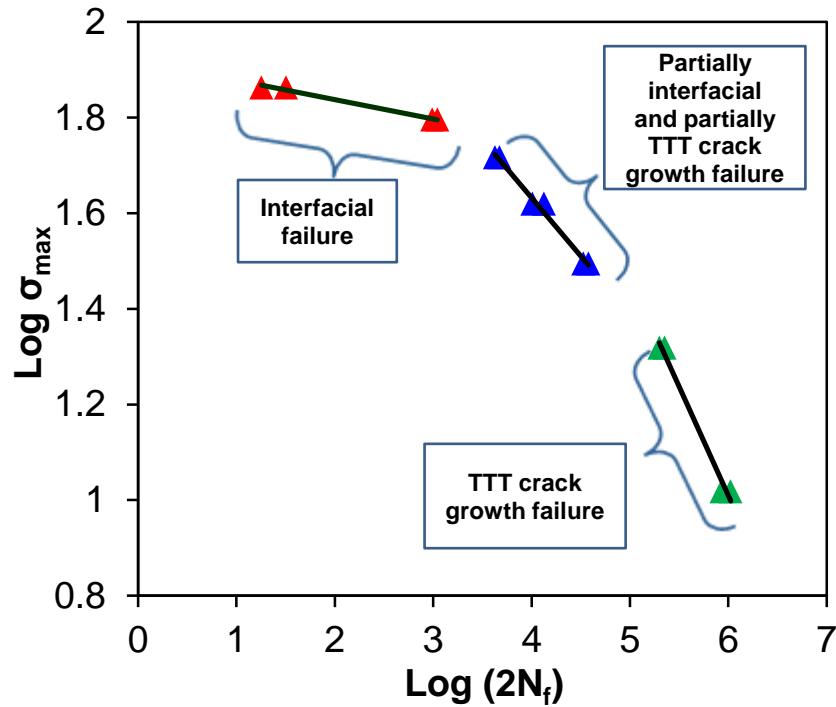 2
1.8
1.6
1.4
1.2
1
0.8
Log σmax
Partially
interfacial
and partially
TTT crack
growth failure
Interfacial
failure
TTT crack
growth failure
0 1 2 3 4 5 6 7
Log (2Nf)